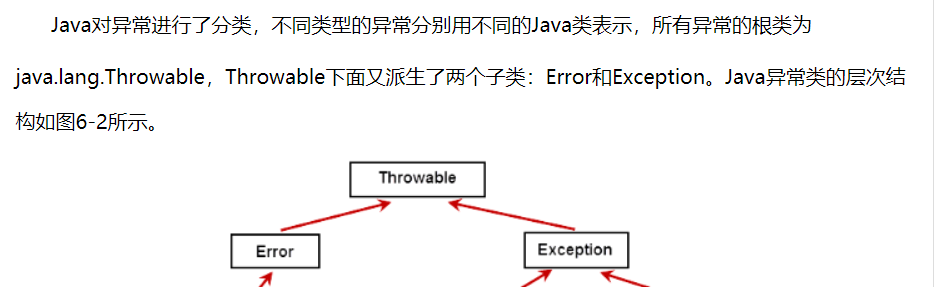 Java对异常进行了分类，不同类型的异常分别用不同的Java类表示，所有异常的根类为
java.lang.Throwable，Throwable下面又派生了两个子类：Error和Exception。Java异常类的层次结
构如图6-2所示。
Throwable
Error
Exception